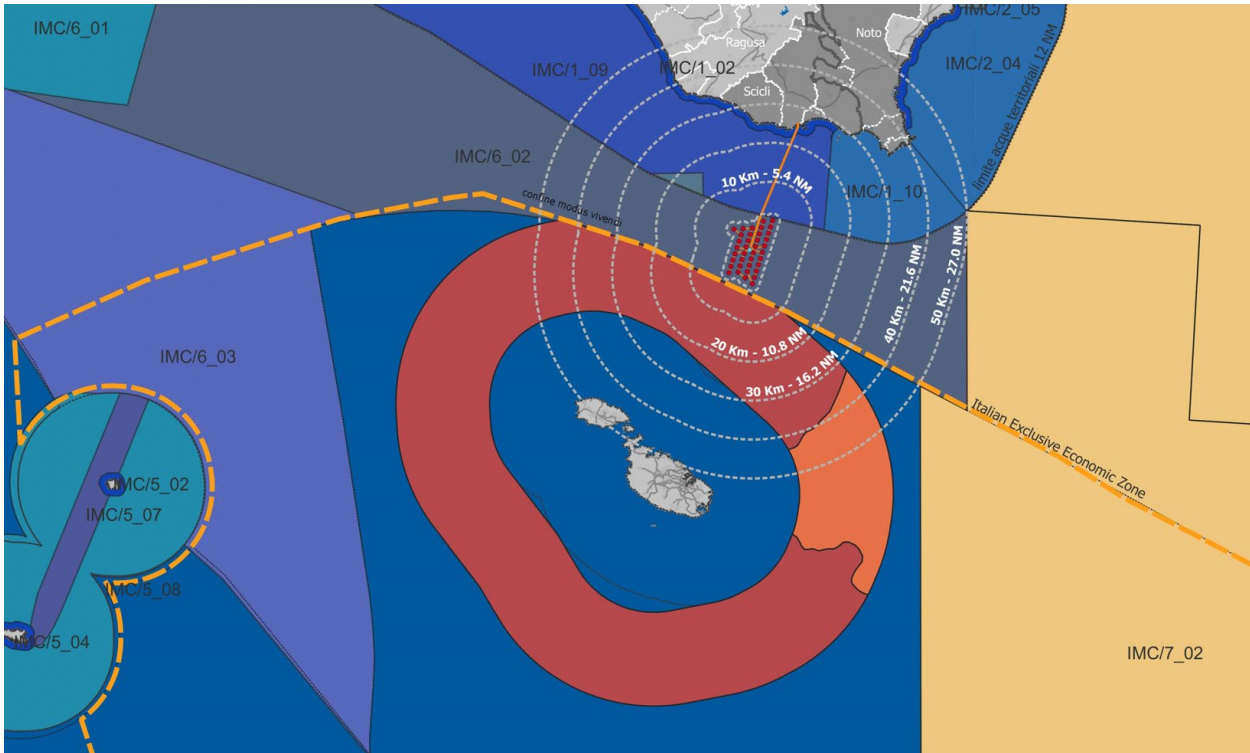 IMC/6_01
IMC/2_05
Noto
Ragusa
IMC/1_09
IMC/1_02
IMC/2_04
Scicli
limite acque territoriali 12 NM
IMC/6_02
10 Km - 5.4 NM
IMC/1_10
confine modus vivendi
40 Km - 21.6 NM
50 Km - 27.0 NM
20 Km - 10.8 NM
IMC/6_03
30 Km - 16.2 NM
Italian Exclusive Economic Zone
IMC/5_02
IMC/5_07
IMC/5_08
IMC/5_04
IMC/7_02